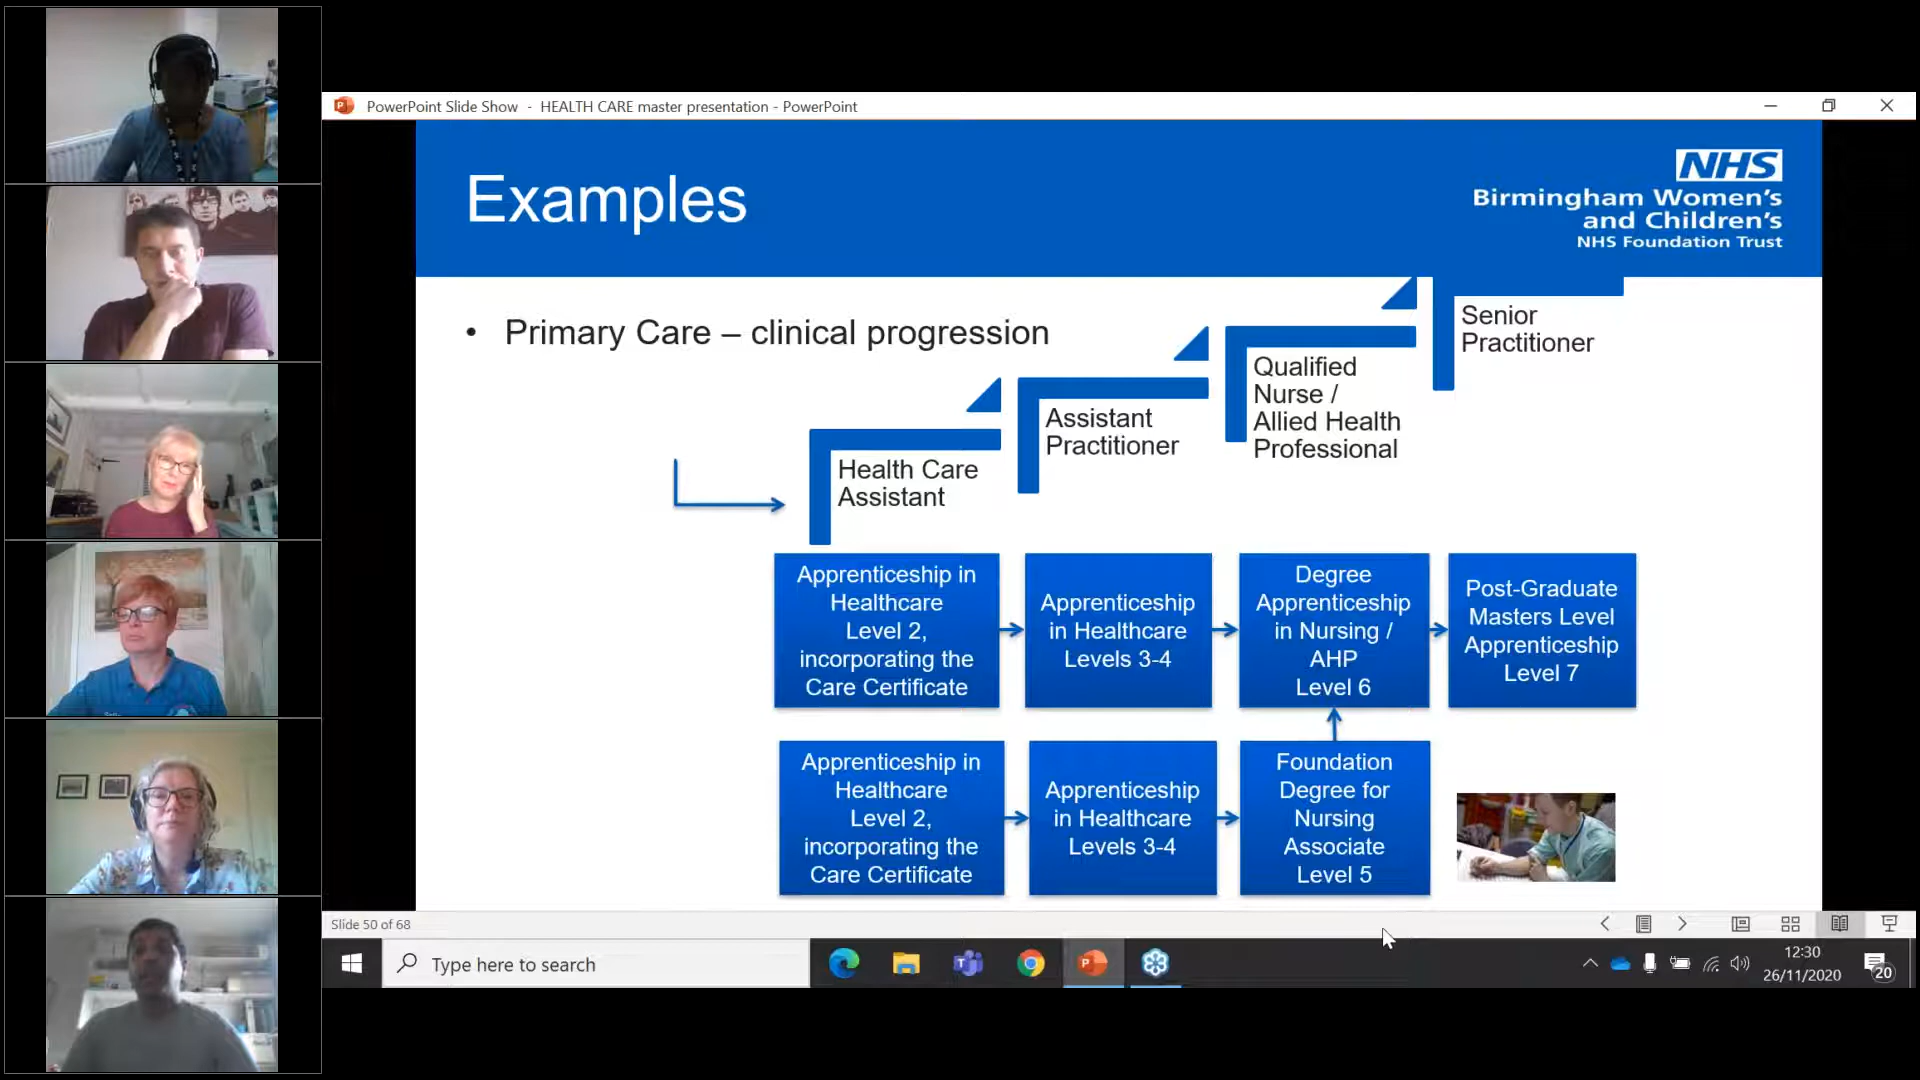 PowerPoint Slide Show - HEALTH CARE master presentation - PowerPoint
Examples
NHS
Birmingham Women's
and Children's
NHS Foundation Trust
• Primary Care – clinical progression
Health Care
Assistant
Assistant
Practitioner
Qualified
Nurse /
Allied Health
Professional
Senior
Practitioner
Apprenticeship in
Healthcare
Level 2,
incorporating the
Care Certificate
Apprenticeship
in Healthcare
Levels 3-4
Degree
Apprenticeship
in Nursing /
AHP
Level 6
Post-Graduate
Masters Level
Apprenticeship
Level 7
Apprenticeship in
Healthcare
Level 2,
incorporating the
Care Certificate
Apprenticeship
in Healthcare
Levels 3-4
Foundation
Degree for
Nursing
Associate
Level 5
Slide 50 of 68
Type here to search
12:30
26/11/2020
20